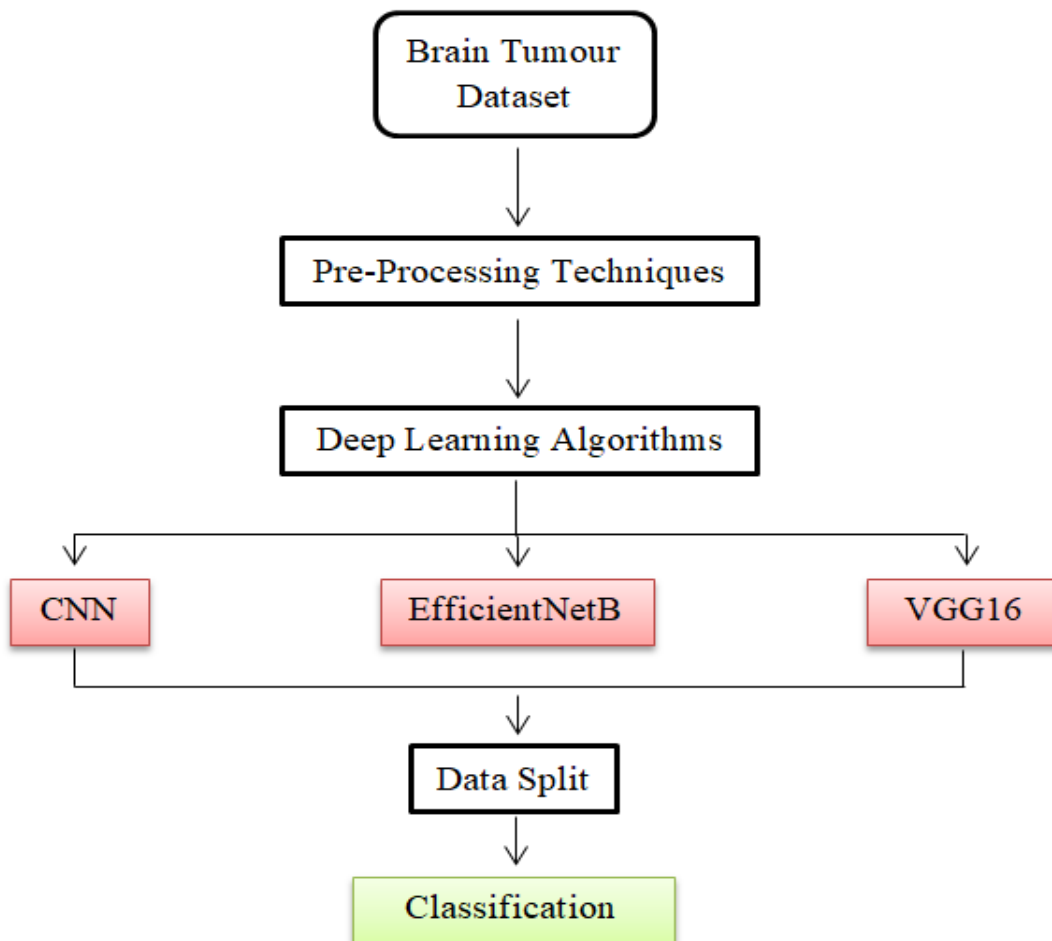 Brain Tumour
Dataset
Pre-Processing Techniques
Deep Learning Algorithms
CNN
EfficientNetB
VGG16
Data Split
Classification